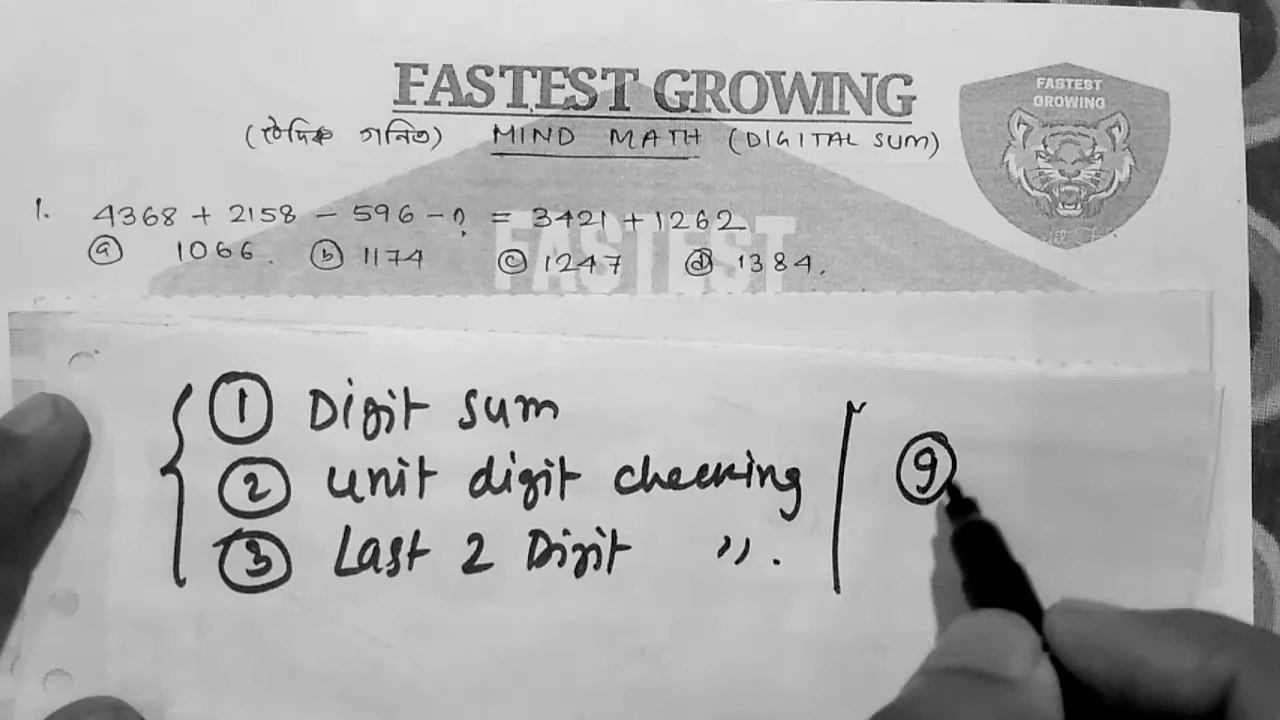 FASTEST GROWING
FASTEST
GROWING
(বৈদিক গনিত) MIND MATH (DIGITAL SUM)
1. 4368 + 2158 - 596 - ? = 3421 + 1262
ⓐ 1066. ⓑ 1174 ⓒ 1247 ⓓ 1384.
FASTEST
① Digit sum
② unit digit checking
③ Last 2 Digit ,,.
⑨